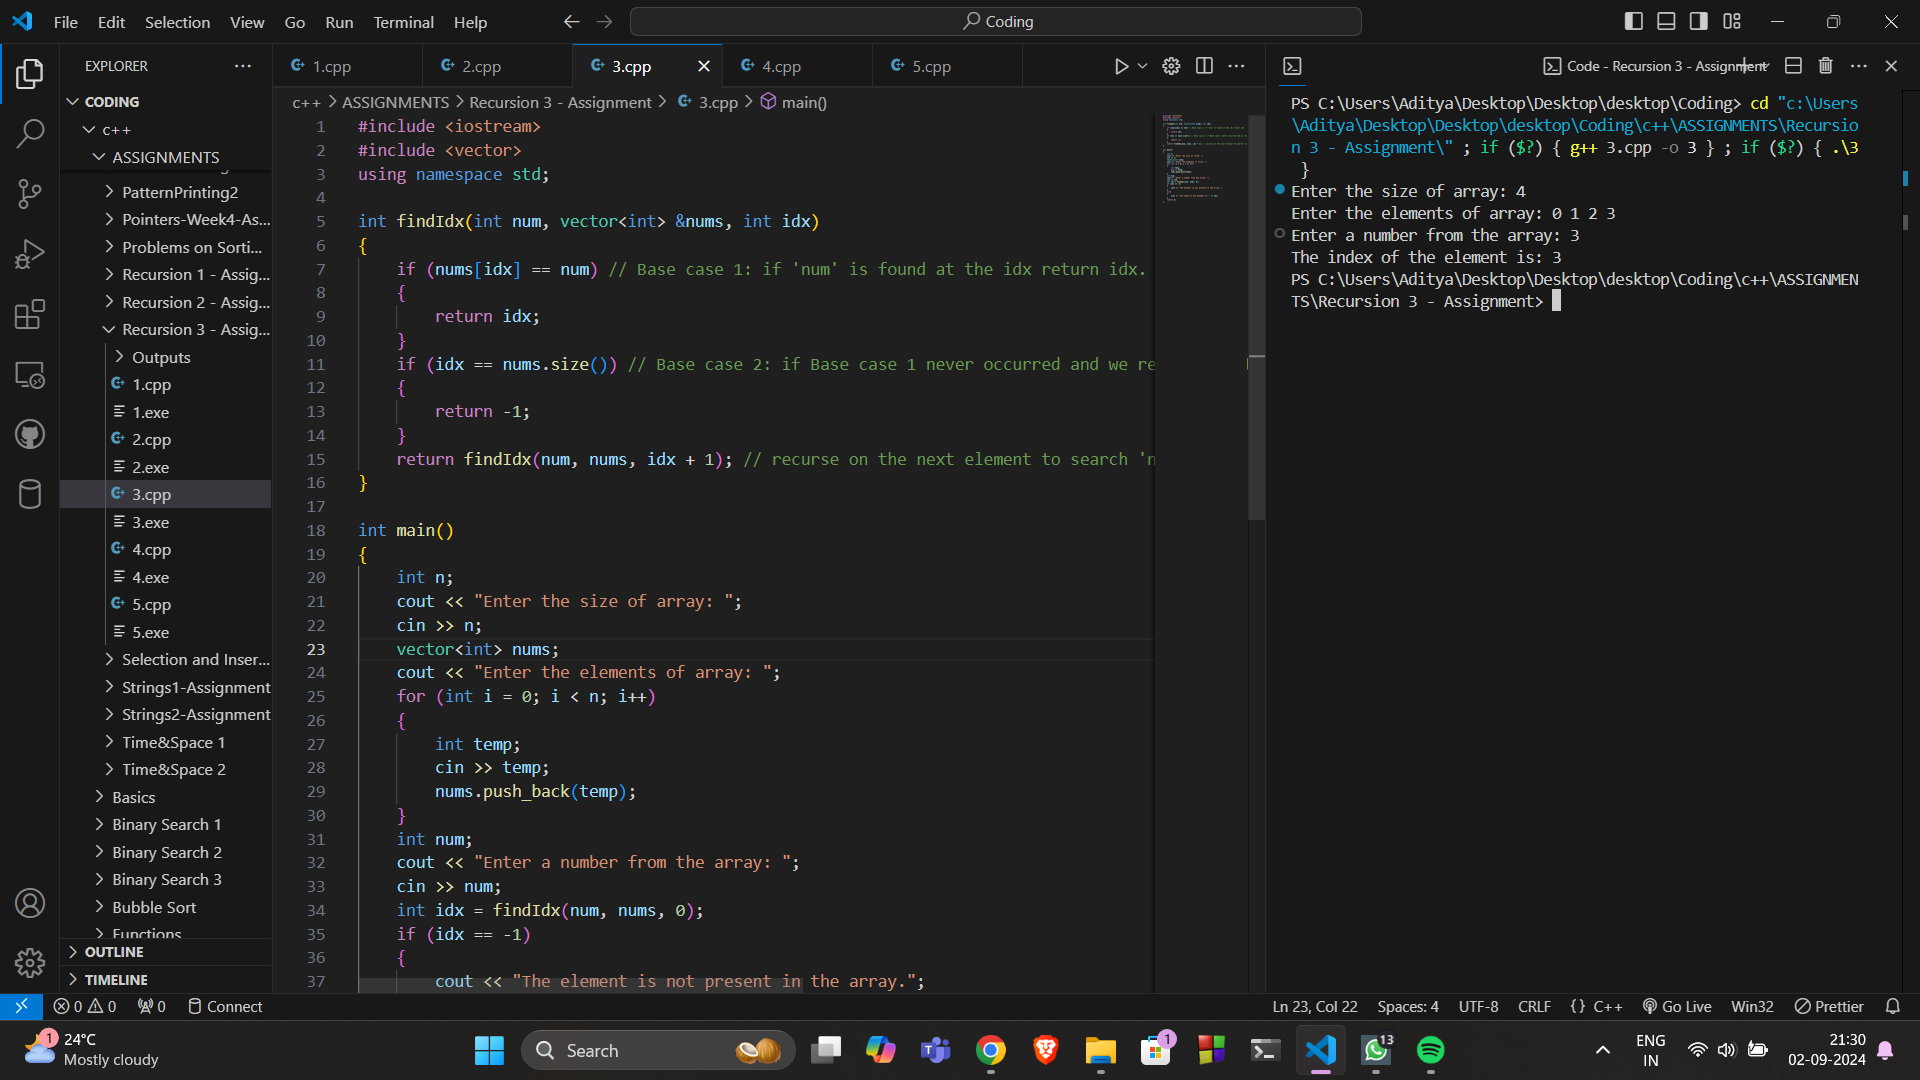 File Edit Selection View Go Run Terminal Help
Coding
EXPLORER
CODING
c++
ASSIGNMENTS
PatternPrinting2
Pointers-Week4-As...
Problems on Sorti...
Recursion 1 - Assig...
Recursion 2 - Assig...
Recursion 3 - Assig...
Outputs
1.cpp
1.exe
2.cpp
2.exe
3.cpp
3.exe
4.cpp
4.exe
5.cpp
5.exe
Selection and Inser...
Strings1-Assignment
Strings2-Assignment
Time&Space 1
Time&Space 2
Basics
Binary Search 1
Binary Search 2
Binary Search 3
Bubble Sort
Functions
OUTLINE
TIMELINE
1.cpp 2.cpp 3.cpp 4.cpp 5.cpp
c++ > ASSIGNMENTS > Recursion 3 - Assignment > 3.cpp > main()
1 #include <iostream>
2 #include <vector>
3 using namespace std;
4
5 int findIdx(int num, vector<int> &nums, int idx)
6 {
7 if (nums[idx] == num) // Base case 1: if 'num' is found at the idx return idx.
8 {
9 return idx;
10 }
11 if (idx == nums.size()) // Base case 2: if Base case 1 never occurred and we re
12 {
13 return -1;
14 }
15 return findIdx(num, nums, idx + 1); // recurse on the next element to search 'n
16 }
17
18 int main()
19 {
20 int n;
21 cout << "Enter the size of array: ";
22 cin >> n;
23 vector<int> nums;
24 cout << "Enter the elements of array: ";
25 for (int i = 0; i < n; i++)
26 {
27 int temp;
28 cin >> temp;
29 nums.push_back(temp);
30 }
31 int num;
32 cout << "Enter a number from the array: ";
33 cin >> num;
34 int idx = findIdx(num, nums, 0);
35 if (idx == -1)
36 {
37 cout << "The element is not present in the array.";
Code - Recursion 3 - Assignment
PS C:\Users\Aditya\Desktop\Desktop\desktop\Coding> cd "c:\Users
\Aditya\Desktop\Desktop\desktop\Coding\c++\ASSIGNMENTS\Recursio
n 3 - Assignment\" ; if ($?) { g++ 3.cpp -o 3 } ; if ($?) { .\3
}
Enter the size of array: 4
Enter the elements of array: 0 1 2 3
Enter a number from the array: 3
The index of the element is: 3
PS C:\Users\Aditya\Desktop\Desktop\desktop\Coding\c++\ASSIGNMEN
TS\Recursion 3 - Assignment>
0 0 0 Connect
Ln 23, Col 22 Spaces: 4 UTF-8 CRLF {} C++ Go Live Win32 Prettier
1
24°C
Mostly cloudy
Search
1
13
ENG
IN
21:30
02-09-2024